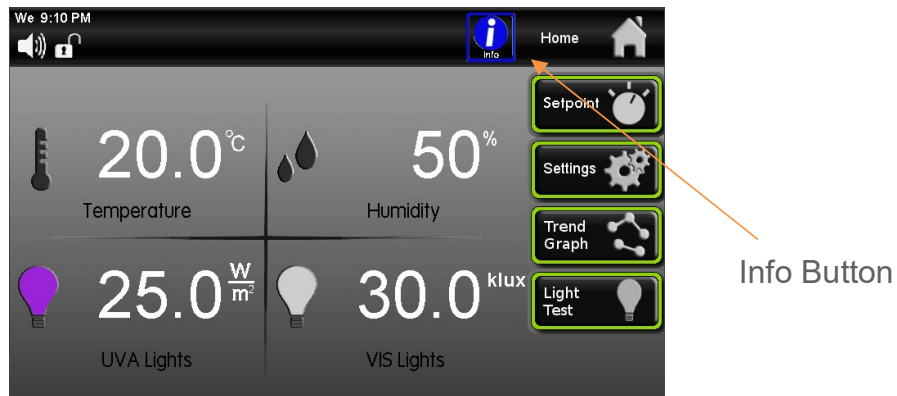 We 9:10 PM
Info
Home
Setpoint
20.0°C
50%
Settings
Temperature
Humidity
Trend
Graph
Info Button
25.0 W/m²
30.0 klux
Light
Test
UVA Lights
VIS Lights